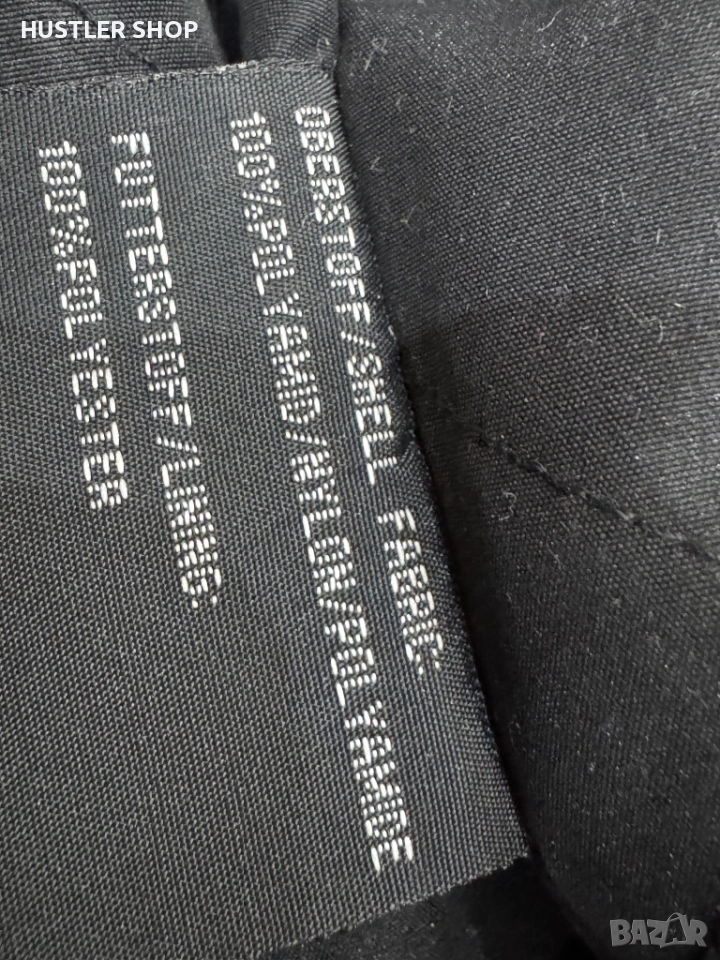 HUSTLER SHOP
OBERSTOFF/SHELL FABRIC:
100%POLYAMID/NYLON/POLYAMIDE
FUTTERSTOFF/LINING:
100%POLYESTER
BAZAR